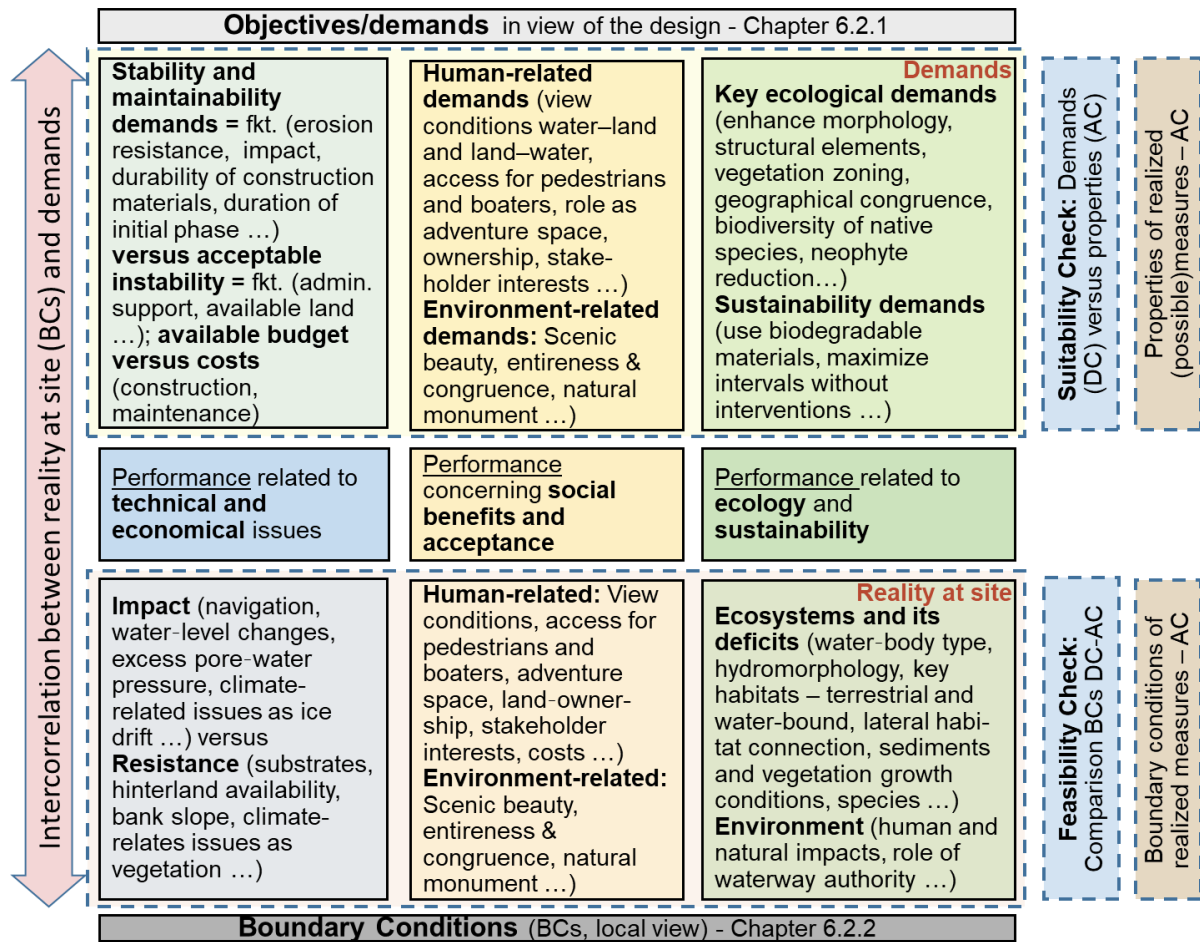 Objectives/demands in view of the design - Chapter 6.2.1
Intercorrelation between reality at site (BCs) and demands
Stability and
maintainability
demands = fkt. (erosion
resistance, impact,
durability of construction
materials, duration of
initial phase …)
versus acceptable
instability = fkt. (admin.
support, available land
…); available budget
versus costs
(construction,
maintenance)
Human-related
demands (view
conditions water–land
and land–water,
access for pedestrians
and boaters, role as
adventure space,
ownership, stake-
holder interests …)
Environment-related
demands: Scenic
beauty, entireness &
congruence, natural
monument …)
Demands
Key ecological demands
(enhance morphology,
structural elements,
vegetation zoning,
geographical congruence,
biodiversity of native
species, neophyte
reduction…)
Sustainability demands
(use biodegradable
materials, maximize
intervals without
interventions …)
Suitability Check: Demands
(DC) versus properties (AC)
Properties of realized
(possible)measures – AC
Performance related to
technical and
economical issues
Performance
concerning social
benefits and
acceptance
Performance related to
ecology and
sustainability
Impact (navigation,
water-level changes,
excess pore-water
pressure, climate-
related issues as ice
drift …) versus
Resistance (substrates,
hinterland availability,
bank slope, climate-
relates issues as
vegetation …)
Human-related: View
conditions, access for
pedestrians and
boaters, adventure
space, land-owner-
ship, stakeholder
interests, costs …)
Environment-related:
Scenic beauty,
entireness &
congruence, natural
monument …)
Reality at site
Ecosystems and its
deficits (water-body type,
hydromorphology, key
habitats – terrestrial and
water-bound, lateral habi-
tat connection, sediments
and vegetation growth
conditions, species …)
Environment (human and
natural impacts, role of
waterway authority …)
Feasibility Check:
Comparison BCs DC-AC
Boundary conditions of
realized measures – AC
Boundary Conditions (BCs, local view) - Chapter 6.2.2